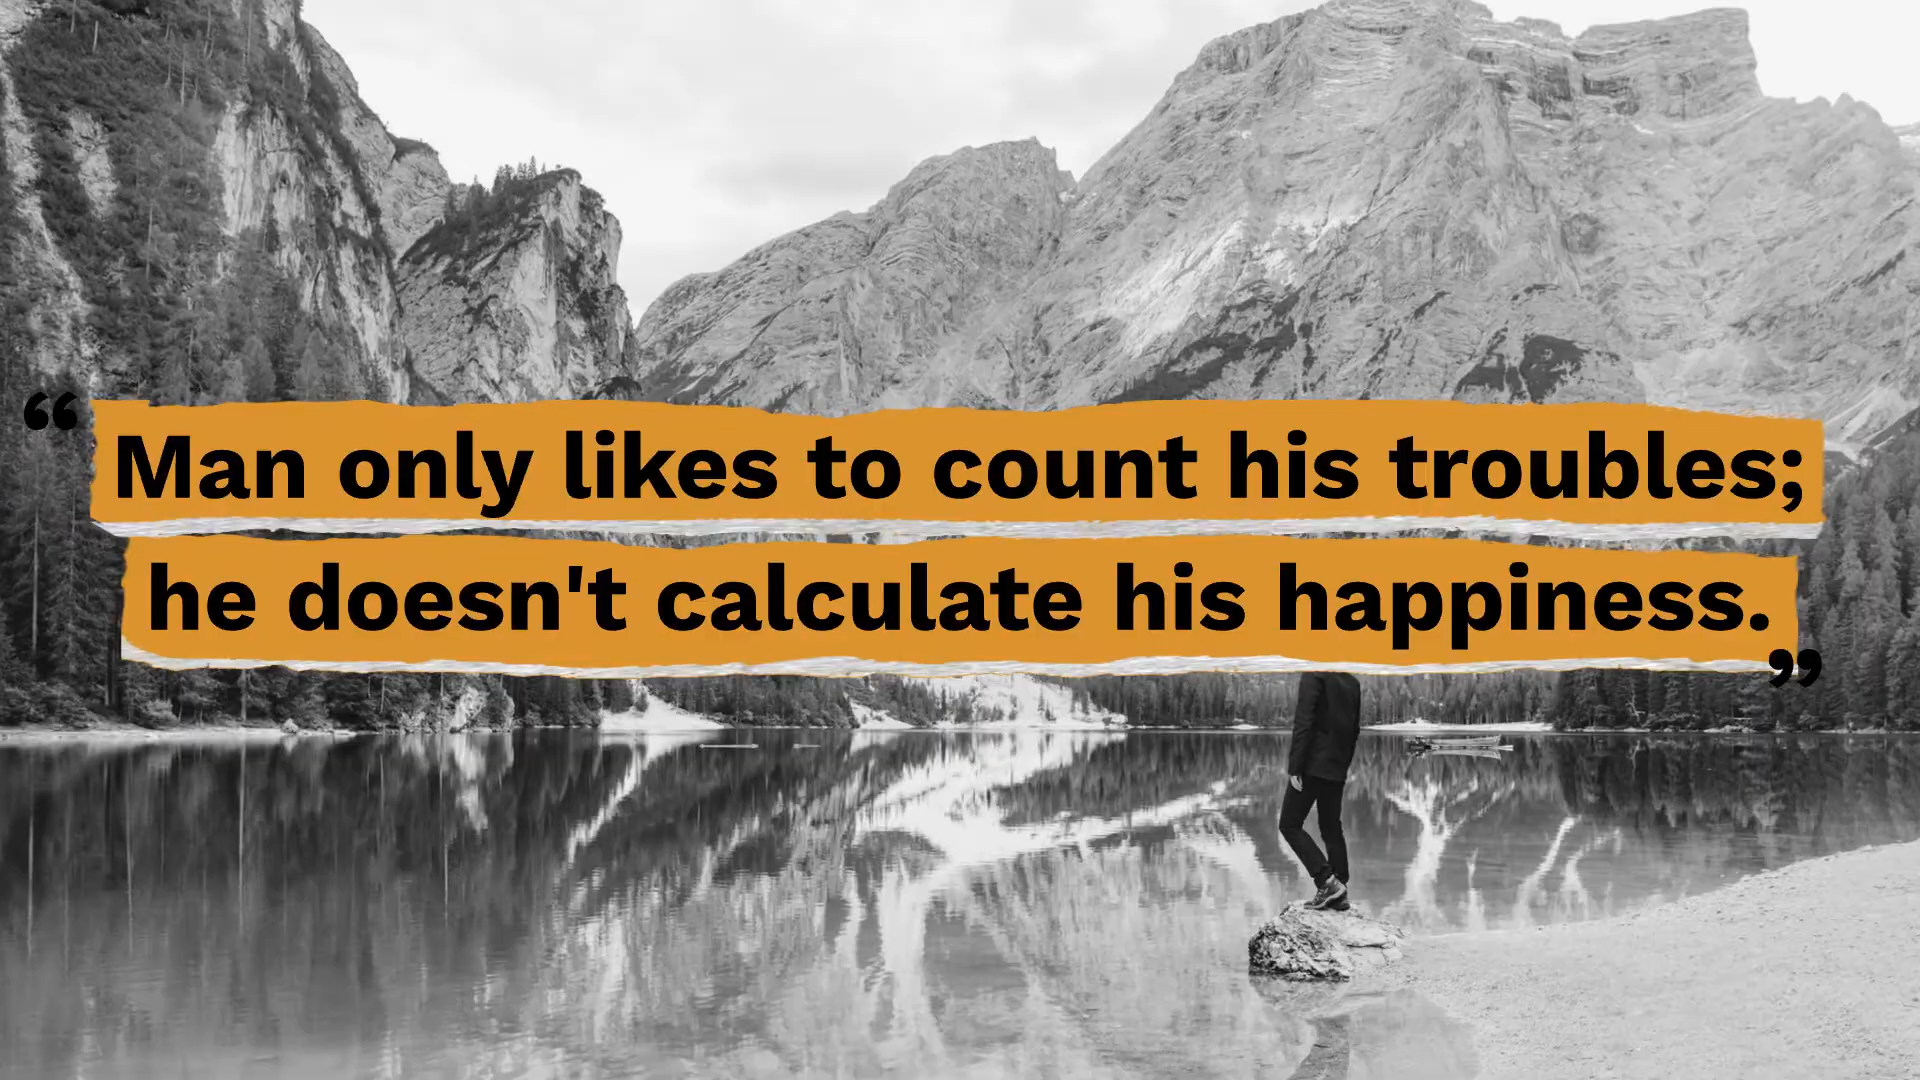 “Man only likes to count his troubles;
he doesn't calculate his happiness.”